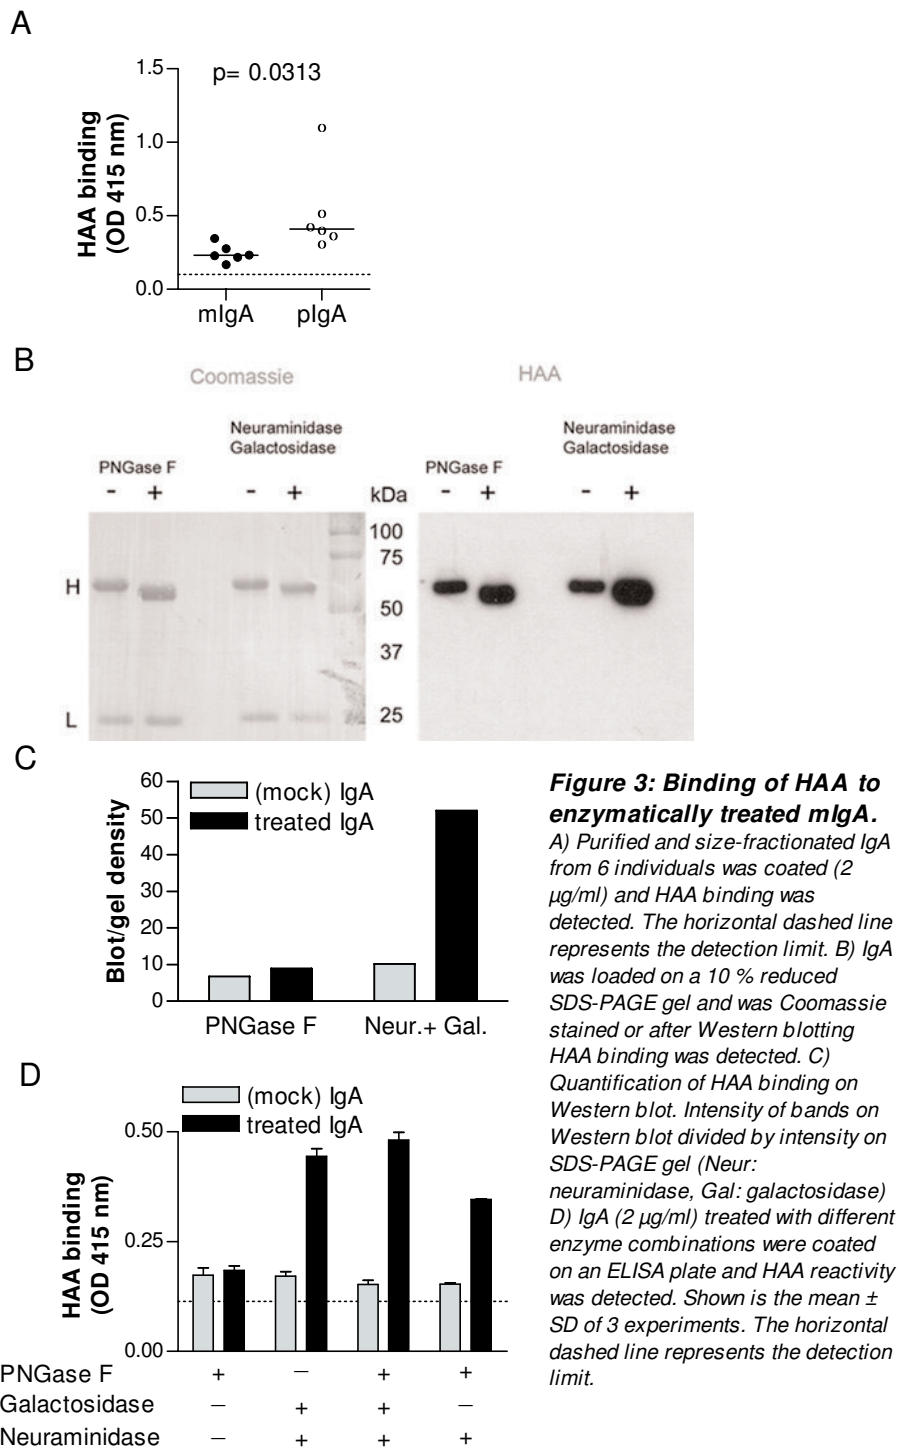 A
p= 0.0313
1.5
1.0
0.5
0.0
HAA binding
(OD 415 nm)
mIgA
pIgA
B
Coomassie
HAA
Neuraminidase
Galactosidase
Neuraminidase
Galactosidase
PNGase F
PNGase F
- +
- +
kDa
- +
- +
100
75
H
50
37
L
25
C
60
50
40
30
20
10
0
Blot/gel density
(mock) IgA
treated IgA
PNGase F
Neur.+ Gal.
D
(mock) IgA
treated IgA
0.50
0.25
0.00
HAA binding
(OD 415 nm)
PNGase F + – + +
Galactosidase – + + –
Neuraminidase – + + +
Figure 3: Binding of HAA to
enzymatically treated mIgA.
A) Purified and size-fractionated IgA
from 6 individuals was coated (2
µg/ml) and HAA binding was
detected. The horizontal dashed line
represents the detection limit. B) IgA
was loaded on a 10 % reduced
SDS-PAGE gel and was Coomassie
stained or after Western blotting
HAA binding was detected. C)
Quantification of HAA binding on
Western blot. Intensity of bands on
Western blot divided by intensity on
SDS-PAGE gel (Neur:
neuraminidase, Gal: galactosidase)
D) IgA (2 µg/ml) treated with different
enzyme combinations were coated
on an ELISA plate and HAA reactivity
was detected. Shown is the mean ±
SD of 3 experiments. The horizontal
dashed line represents the detection
limit.